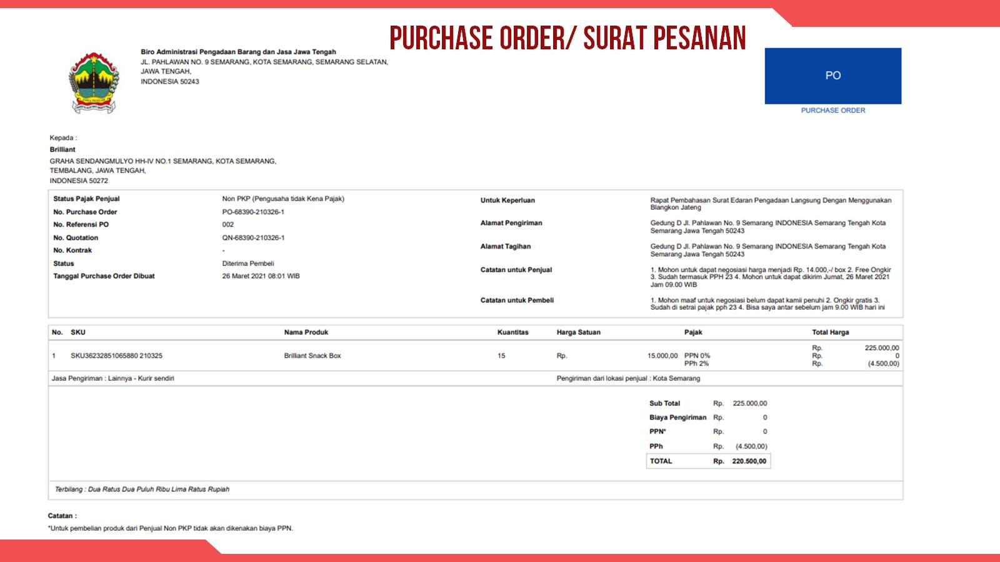 PURCHASE ORDER/ SURAT PESANAN
Biro Administrasi Pengadaan Barang dan Jasa Jawa Tengah
JL. PAHLAWAN NO. 9 SEMARANG, KOTA SEMARANG, SEMARANG SELATAN,
JAWA TENGAH,
INDONESIA 50243
PO
PURCHASE ORDER
Kepada :
Brilliant
GRAHA SENDANGMULYO HH-IV NO.1 SEMARANG, KOTA SEMARANG,
TEMBALANG, JAWA TENGAH,
INDONESIA 50272
Status Pajak Penjual Non PKP (Pengusaha tidak Kena Pajak)
No. Purchase Order PO-68390-210326-1
No. Referensi PO 002
No. Quotation QN-68390-210326-1
No. Kontrak -
Status Diterima Pembeli
Tanggal Purchase Order Dibuat 26 Maret 2021 08:01 WIB
Untuk Keperluan Rapat Pembahasan Surat Edaran Pengadaan Langsung Dengan Menggunakan
Blangkon Jateng
Alamat Pengiriman Gedung D Jl. Pahlawan No. 9 Semarang INDONESIA Semarang Tengah Kota
Semarang Jawa Tengah 50243
Alamat Tagihan Gedung D Jl. Pahlawan No. 9 Semarang INDONESIA Semarang Tengah Kota
Semarang Jawa Tengah 50243
Catatan untuk Penjual 1. Mohon untuk dapat negosiasi harga menjadi Rp. 14.000,-/ box 2. Free Ongkir
3. Sudah termasuk PPH 23 4. Mohon untuk dapat dikirim Jumat, 26 Maret 2021
Jam 09.00 WIB
Catatan untuk Pembeli 1. Mohon maaf untuk negosiasi belum dapat kamii penuhi 2. Ongkir gratis 3.
Sudah di setrai pajak pph 23 4. Bisa saya antar sebelum jam 9.00 WIB hari ini
No. SKU Nama Produk Kuantitas Harga Satuan Pajak Total Harga
Rp. 225.000,00
1 SKU36232851065880 210325 Brilliant Snack Box 15 Rp. 15.000,00 PPN 0% Rp. 0
PPh 2% Rp. (4.500,00)
Jasa Pengiriman : Lainnya - Kurir sendiri Pengiriman dari lokasi penjual : Kota Semarang
Sub Total Rp. 225.000,00
Biaya Pengiriman Rp. 0
PPN* Rp. 0
PPh Rp. (4.500,00)
TOTAL Rp. 220.500,00
Terbilang : Dua Ratus Dua Puluh Ribu Lima Ratus Rupiah
Catatan :
*Untuk pembelian produk dari Penjual Non PKP tidak akan dikenakan biaya PPN.